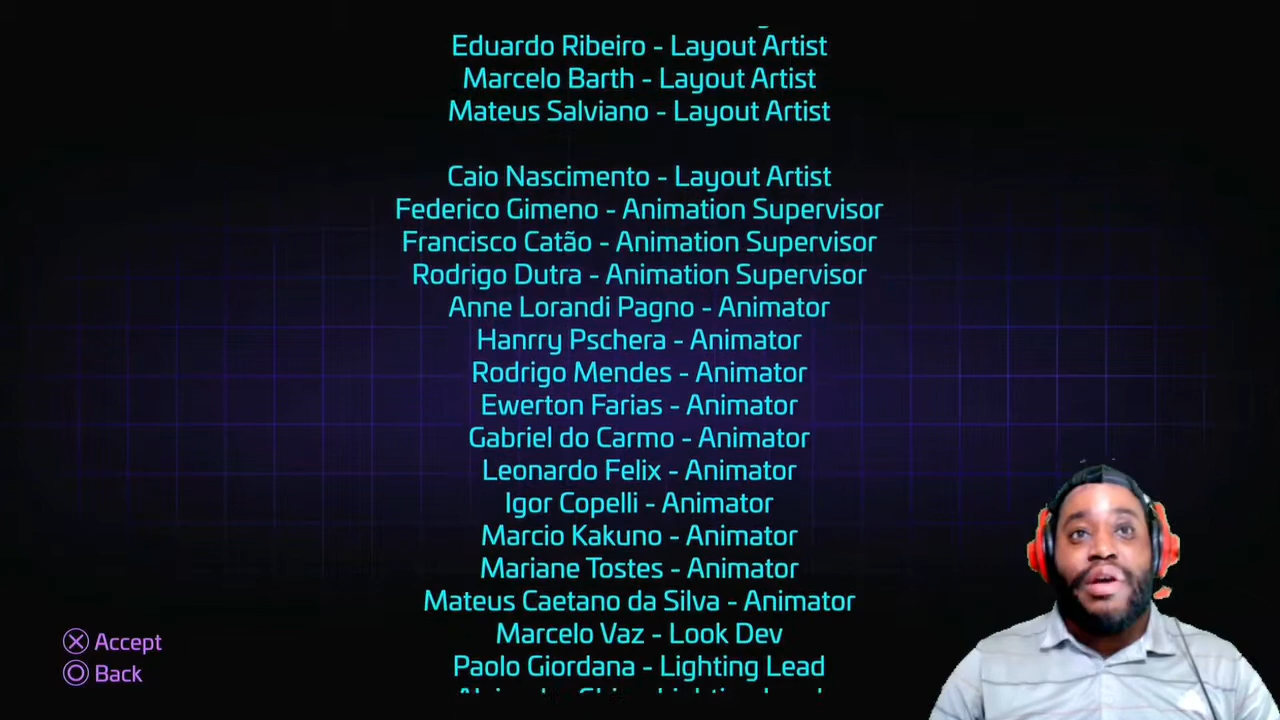 Eduardo Ribeiro - Layout Artist
Marcelo Barth - Layout Artist
Mateus Salviano - Layout Artist
Caio Nascimento - Layout Artist
Federico Gimeno - Animation Supervisor
Francisco Catão - Animation Supervisor
Rodrigo Dutra - Animation Supervisor
Anne Lorandi Pagno - Animator
Hanrry Pschera - Animator
Rodrigo Mendes - Animator
Ewerton Farias - Animator
Gabriel do Carmo - Animator
Leonardo Felix - Animator
Igor Copelli - Animator
Marcio Kakuno - Animator
Mariane Tostes - Animator
Mateus Caetano da Silva - Animator
Marcelo Vaz - Look Dev
Paolo Giordana - Lighting Lead
Accept
Back